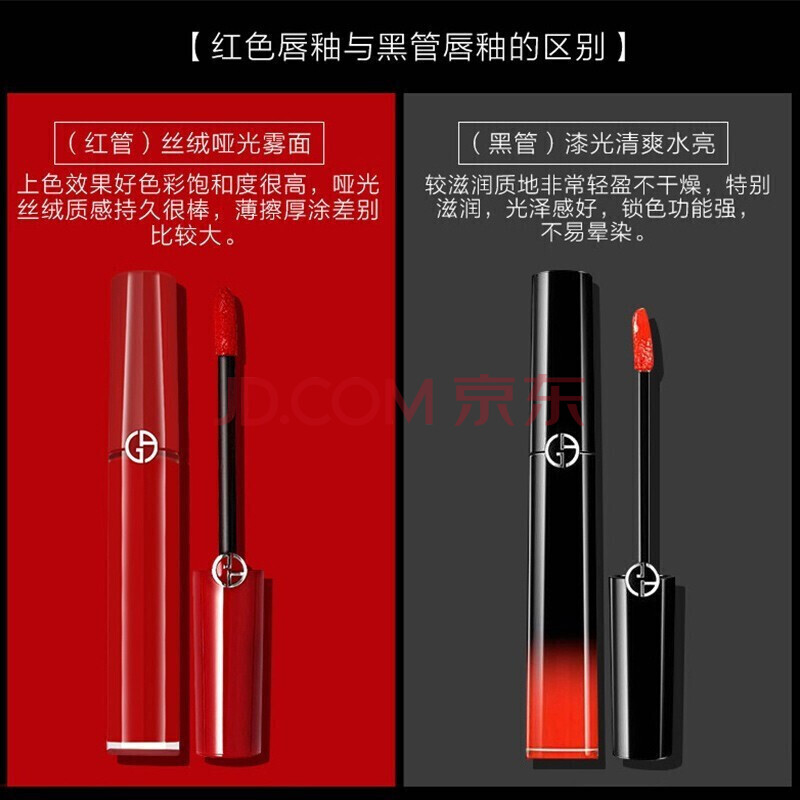 【红色唇釉与黑管唇釉的区别】
（红管）丝绒哑光雾面
上色效果好色彩饱和度很高，哑光
丝绒质感持久很棒，薄擦厚涂差别
比较大。
（黑管）漆光清爽水亮
较滋润质地非常轻盈不干燥，特别
滋润，光泽感好，锁色功能强，
不易晕染。
JD.COM 京东